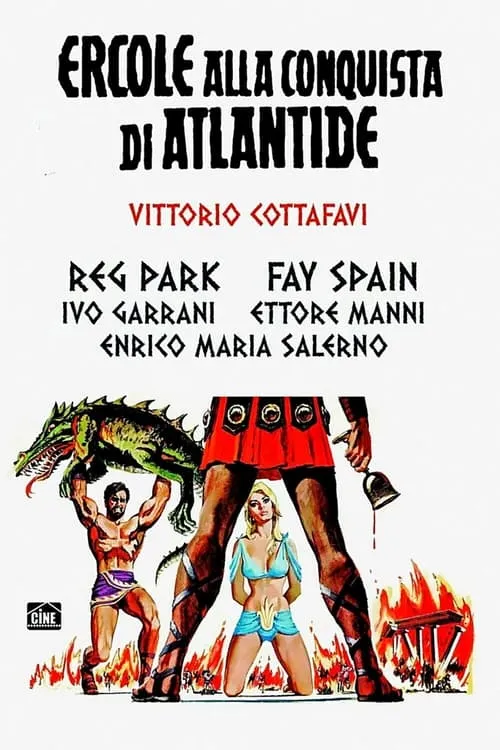 ERCOLE ALLA CONQUISTA
DI ATLANTIDE
VITTORIO COTTAFAVI
REG PARK FAY SPAIN
IVO GARRANI ETTORE MANNI
ENRICO MARIA SALERNO
CINE